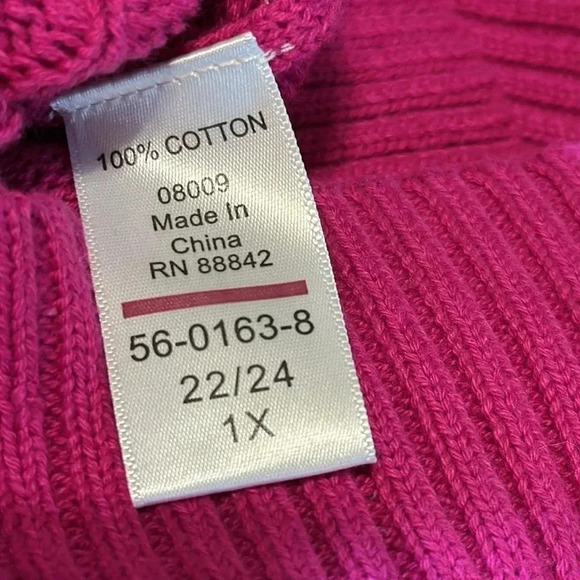 100% COTTON
08009
Made In
China
RN 88842
56-0163-8
22/24
1X